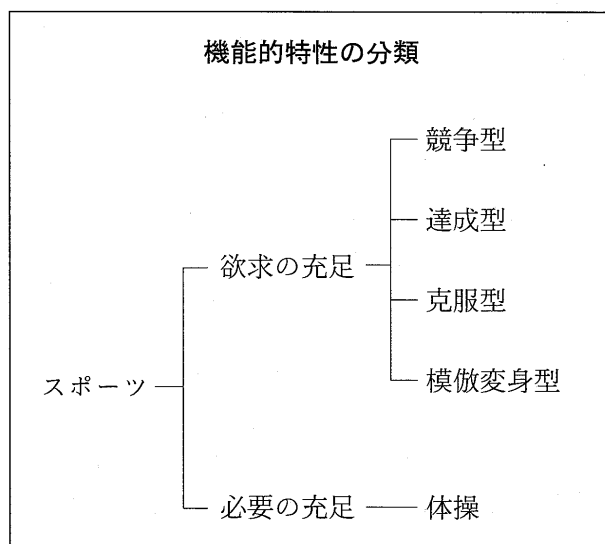 機能的特性の分類
競争型
達成型
欲求の充足
克服型
スポーツ
模倣変身型
必要の充足
体操